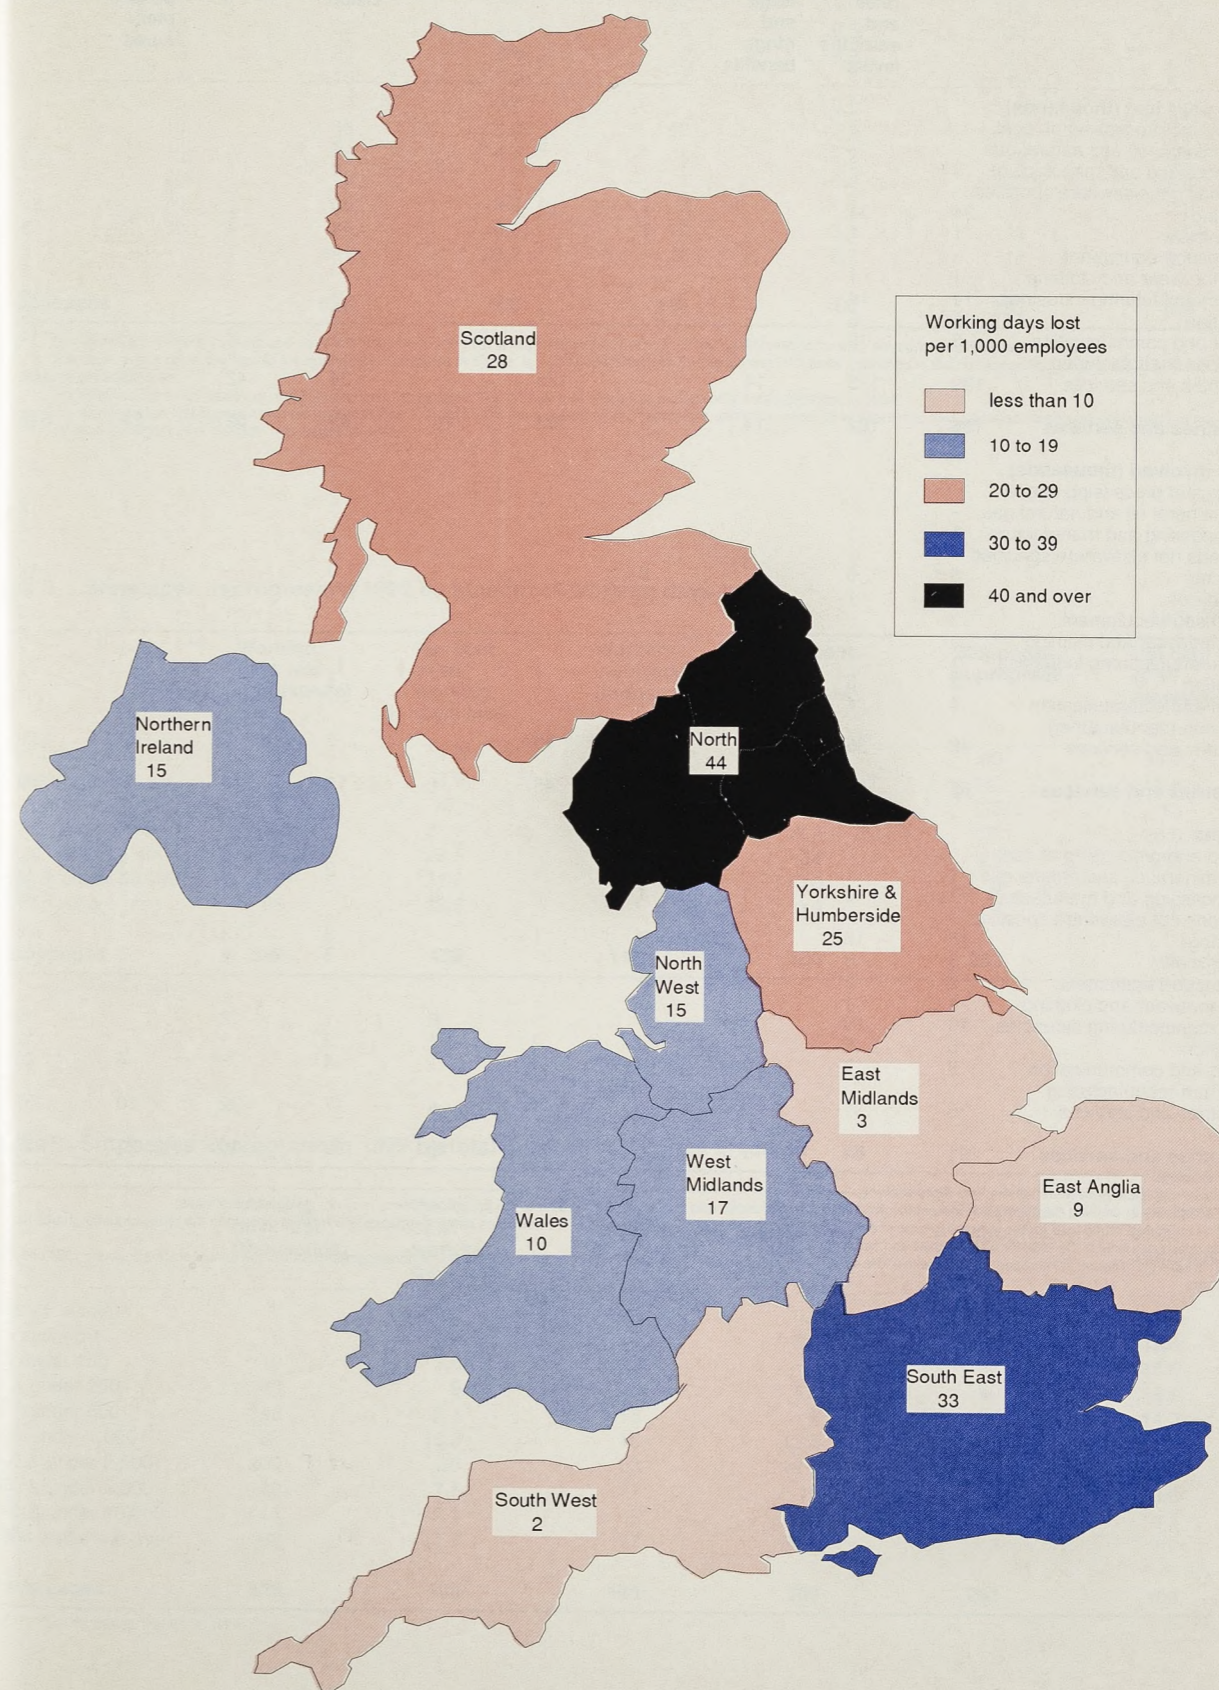 Scotland
28
Working days lost
per 1,000 employees
less than 10
10 to 19
20 to 29
30 to 39
40 and over
Northern
Ireland
15
North
44
Yorkshire &
Humberside
25
North
West
15
East
Midlands
3
West
Midlands
17
East Anglia
9
Wales
10
South East
33
South West
2